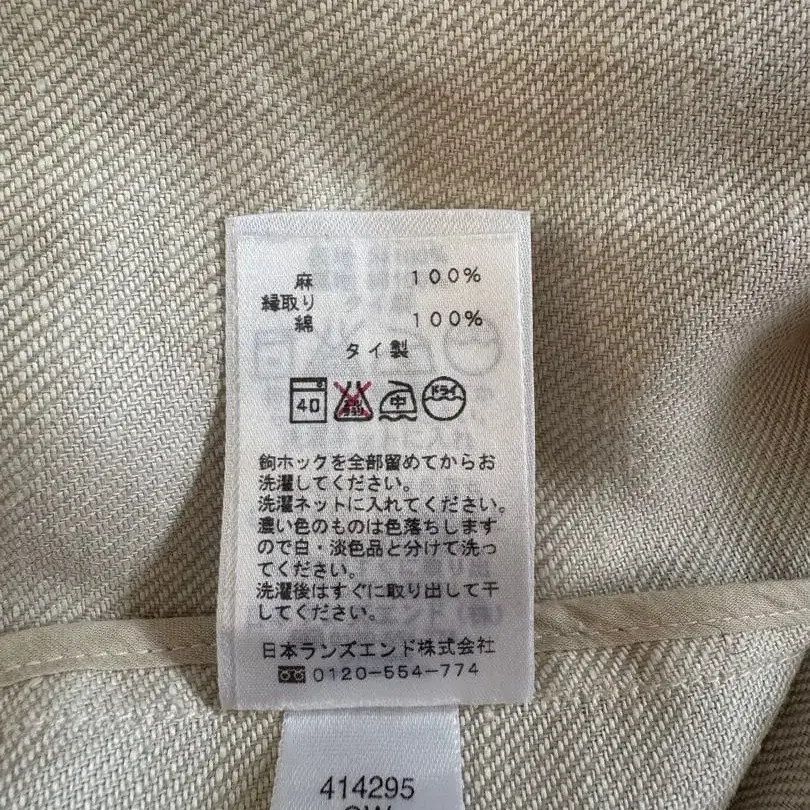 麻 100%
縁取り
綿 100%
タイ製
40 中 ドライ
鉤ホックを全部留めてからお
洗濯してください。
洗濯ネットに入れてください。
濃い色のものは色落ちします
ので白・淡色品と分けて洗っ
てください。
洗濯後はすぐに取り出して干
してください。
日本ランズエンド株式会社
0120-554-774
414295